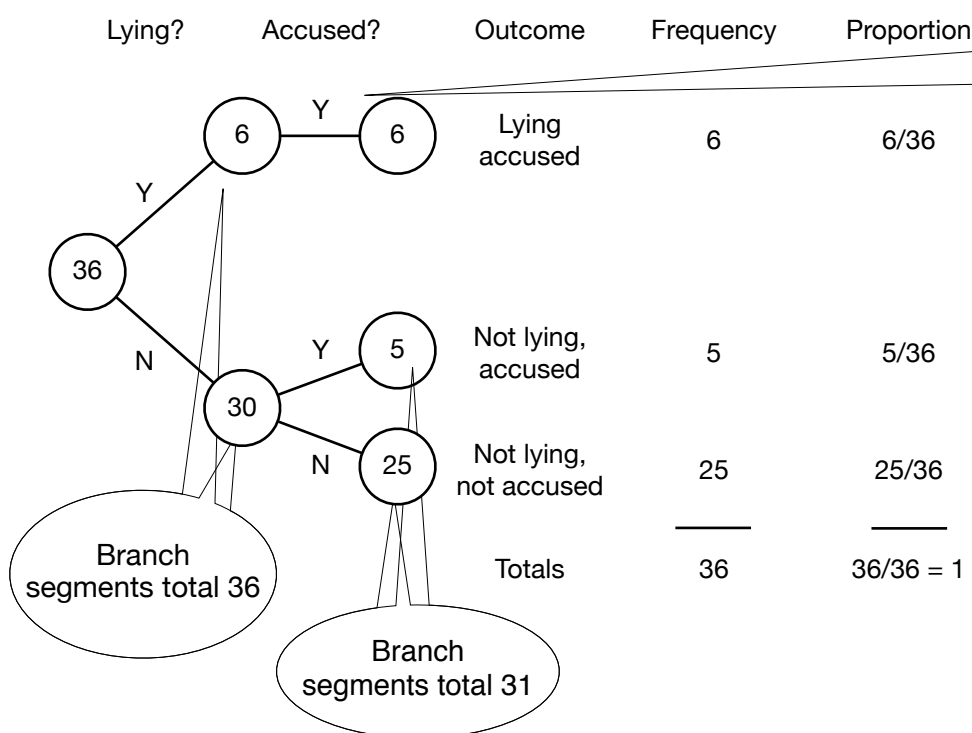 Lying? Accused? Outcome Frequency Proportion
Y
6 6 Lying
accused 6 6/36
Y
36
N
Y 5 Not lying,
accused 5 5/36
30
N 25 Not lying,
not accused 25 25/36
Branch
segments total 36
Totals 36 36/36 = 1
Branch
segments total 31